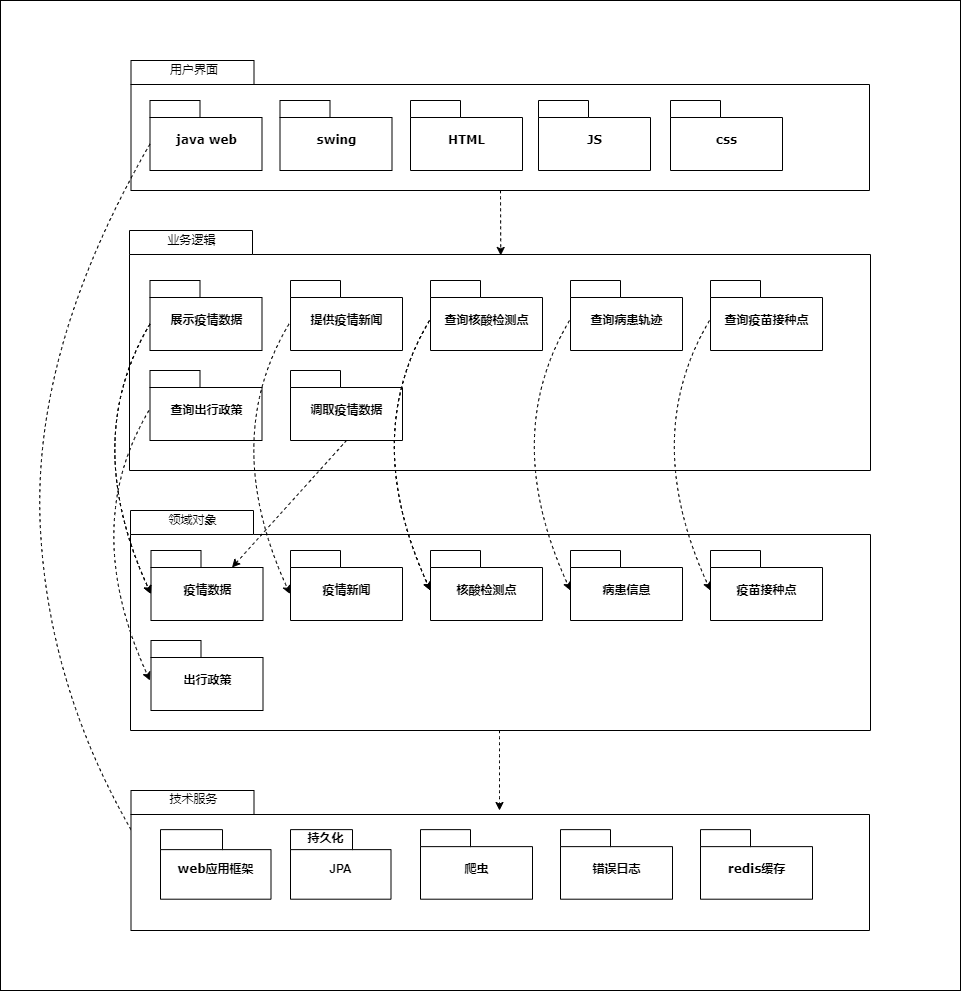 用户界面
java web
swing
HTML
JS
css
业务逻辑
展示疫情数据
提供疫情新闻
查询核酸检测点
查询病患轨迹
查询疫苗接种点
查询出行政策
调取疫情数据
领域对象
疫情数据
疫情新闻
核酸检测点
病患信息
疫苗接种点
出行政策
技术服务
web应用框架
持久化
JPA
爬虫
错误日志
redis缓存